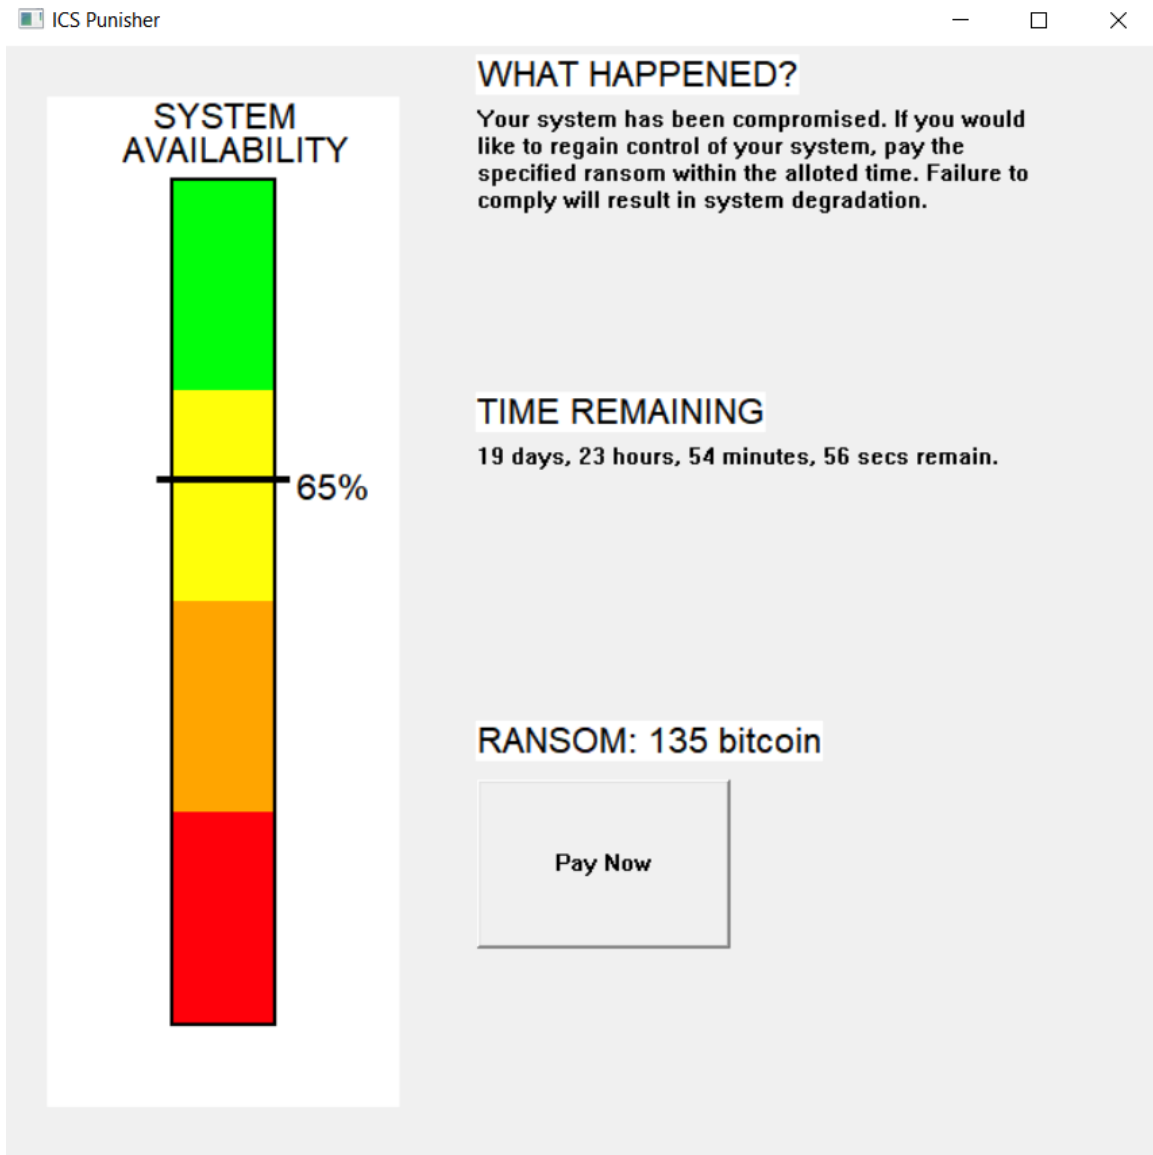 ICS Punisher
SYSTEM
AVAILABILITY
65%
WHAT HAPPENED?
Your system has been compromised. If you would
like to regain control of your system, pay the
specified ransom within the alloted time. Failure to
comply will result in system degradation.
TIME REMAINING
19 days, 23 hours, 54 minutes, 56 secs remain.
RANSOM: 135 bitcoin
Pay Now